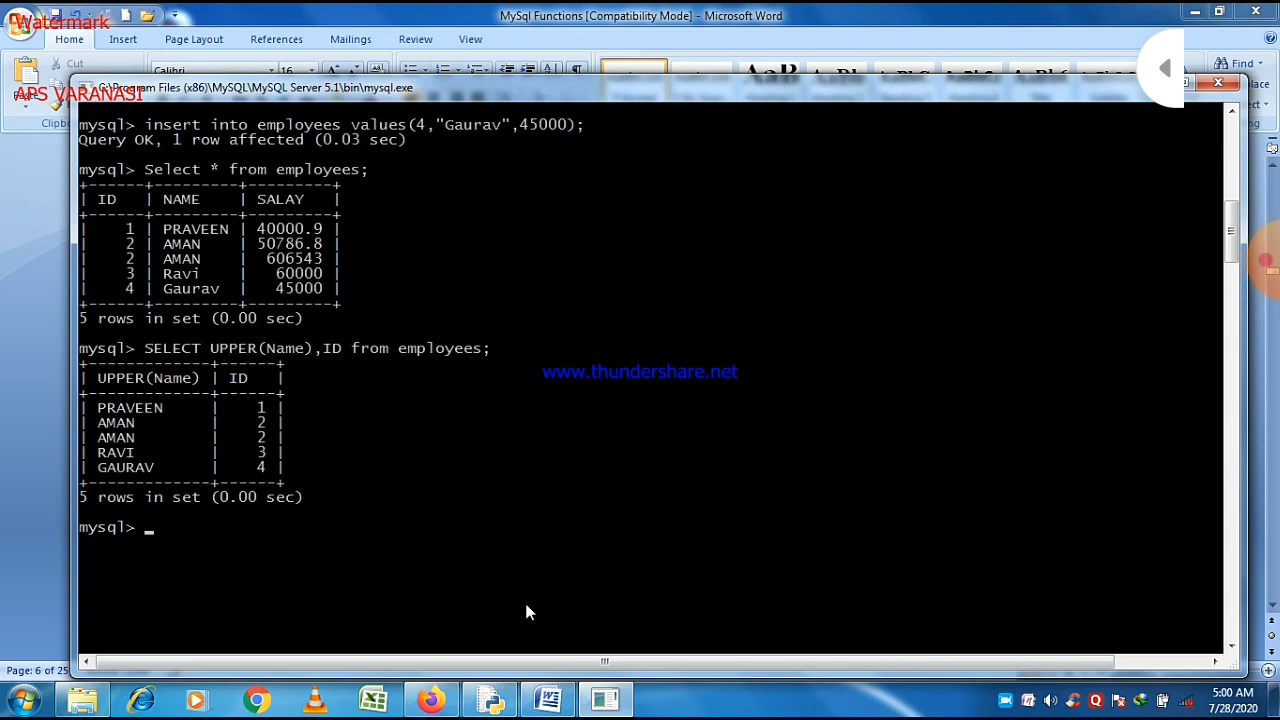 MySql Functions [Compatibility Mode] - Microsoft Word
Watermark
Home Insert Page Layout References Mailings Review View
Cut
Calibri 16
Find
C:\Program Files (x86)\MySQL\MySQL Server 5.1\bin\mysql.exe
APS VARANASI
mysql> insert into employees values(4,"Gaurav",45000);
Query OK, 1 row affected (0.03 sec)
mysql> Select * from employees;
+------+---------+---------+
| ID | NAME | SALAY |
+------+---------+---------+
| 1 | PRAVEEN | 40000.9 |
| 2 | AMAN | 50786.8 |
| 2 | AMAN | 606543 |
| 3 | Ravi | 60000 |
| 4 | Gaurav | 45000 |
+------+---------+---------+
5 rows in set (0.00 sec)
mysql> SELECT UPPER(Name),ID from employees;
+-------------+------+
| UPPER(Name) | ID |
+-------------+------+
| PRAVEEN | 1 |
| AMAN | 2 |
| AMAN | 2 |
| RAVI | 3 |
| GAURAV | 4 |
+-------------+------+
5 rows in set (0.00 sec)
mysql> _
www.thundershare.net
Page: 6 of 25
5:00 AM
7/28/2020